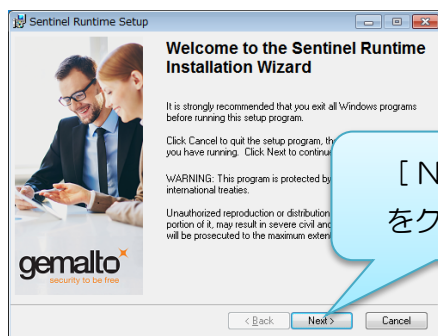 Sentinel Runtime Setup
Welcome to the Sentinel Runtime
Installation Wizard
It is strongly recommended that you exit all Windows programs
before running this setup program.
Click Cancel to quit the setup program,
you have running. Click Next to continue
WARNING: This program is protected by
international treaties.
Unauthorized reproduction or distribution
portion of it, may result in severe civil and
will be prosecuted to the maximum
gemalto
security to be free
[ N
をク
< Back
Next >
Cancel